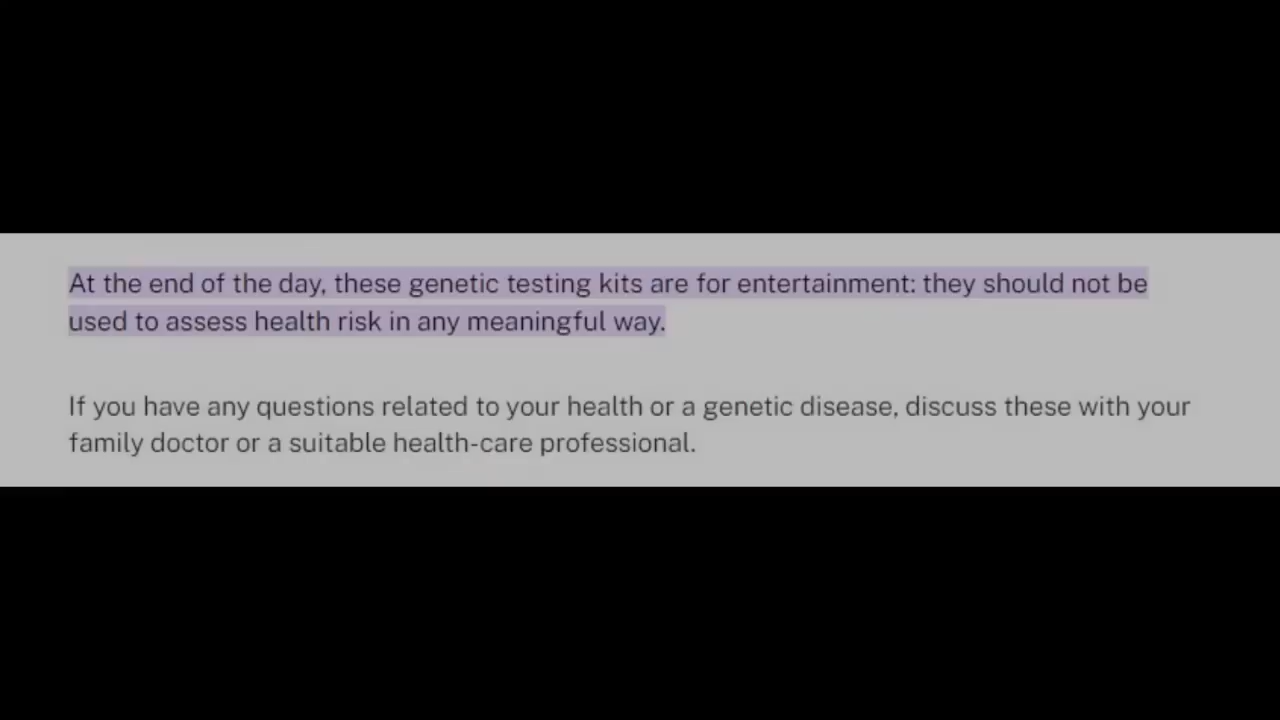 At the end of the day, these genetic testing kits are for entertainment: they should not be
used to assess health risk in any meaningful way.
If you have any questions related to your health or a genetic disease, discuss these with your
family doctor or a suitable health-care professional.